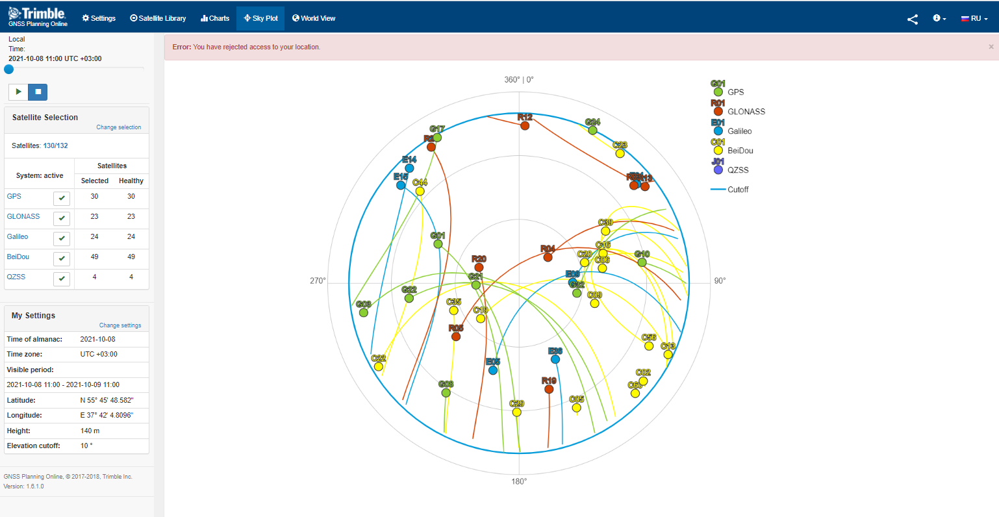 Trimble.
GNSS Planning Online
Settings
Satellite Library
Charts
Sky Plot
World View
RU
Local
Time:
2021-10-08 11:00 UTC +03:00
Satellite Selection
Change selection
Satellites: 130/132
System: active
Satellites
Selected Healthy
GPS 30 30
GLONASS 23 23
Galileo 24 24
BeiDou 49 49
QZSS 4 4
My Settings
Change settings
Time of almanac: 2021-10-08
Time zone: UTC +03:00
Visible period:
2021-10-08 11:00 - 2021-10-09 11:00
Latitude: N 55° 45' 48.582"
Longitude: E 37° 42' 4.8096"
Height: 140 m
Elevation cutoff: 10 °
GNSS Planning Online, © 2017-2018, Trimble Inc.
Version: 1.6.1.0
Error: You have rejected access to your location.
×
360° | 0°
90°
180°
270°
R12
G24
G17
C23
E14
E15
C44
R13
C39
G01
C16
R04
G10
C20
C06
R20
E09
G21
G32
G22
C09
G03
C35
C19
R05
C56
C13
E36
C22
E05
C02
R19
G08
C05
C29
G01
GPS
R01
GLONASS
E01
Galileo
C01
BeiDou
J01
QZSS
Cutoff